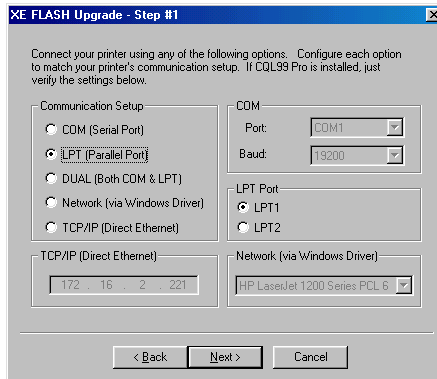 XE FLASH Upgrade - Step #1
Connect your printer using any of the following options. Configure each option
to match your printer's communication setup. If CQL99 Pro is installed, just
verify the settings below.
Communication Setup
COM (Serial Port)
LPT (Parallel Port)
DUAL (Both COM & LPT)
Network (via Windows Driver)
TCP/IP (Direct Ethernet)
COM
Port: COM1
Baud: 19200
LPT Port
LPT1
LPT2
TCP/IP (Direct Ethernet)
172 . 16 . 2 . 221
Network (via Windows Driver)
HP LaserJet 1200 Series PCL 6
< Back
Next >
Cancel